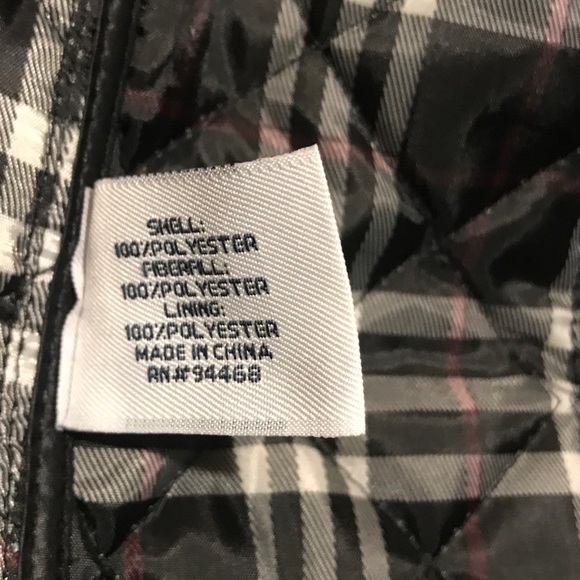 SHELL:
100%POLYESTER
FIBERFILL:
100%POLYESTER
LINING:
100%POLYESTER
MADE IN CHINA
RN#94468